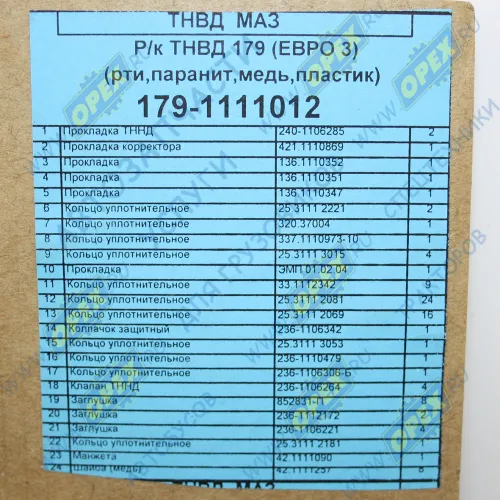 ТНВД МАЗ
Р/к ТНВД 179 (ЕВРО 3)
(рти,паранит,медь,пластик)
179-1111012
1 Прокладка ТННД 240-1106285 2
2 Прокладка корректора 421.1110869 1
3 Прокладка 136.1110352 1
4 Прокладка 136.1110351 1
5 Прокладка 136.1110347 1
6 Кольцо уплотнительное 25.3111 2221 2
7 Кольцо уплотнительное 320.37004 1
8 Кольцо уплотнительное 337.1110973-10 1
9 Кольцо уплотнительное 25.3111 3015 4
10 Прокладка ЭМП.01.02.04 1
11 Кольцо уплотнительное 33.1112342 9
12 Кольцо уплотнительное 25.3111 2081 24
13 Кольцо уплотнительное 25.3111 2069 16
14 Колпачок защитный 236-1106342 1
15 Кольцо уплотнительное 25.3111 3053 1
16 Кольцо уплотнительное 236-1110479 1
17 Кольцо уплотнительное 236-1106306-Б 1
18 Клапан ТННД 236-1106264 4
19 Заглушка 852831-П 8
20 Заглушка 236-1112172 2
21 Заглушка 236-1106221 4
22 Кольцо уплотнительное 25.3111 2181 1
23 Манжета 42.1111090 1
24 Шайба (медь) 42.1111257 8
ТНВД МАЗ
OPEX.RU